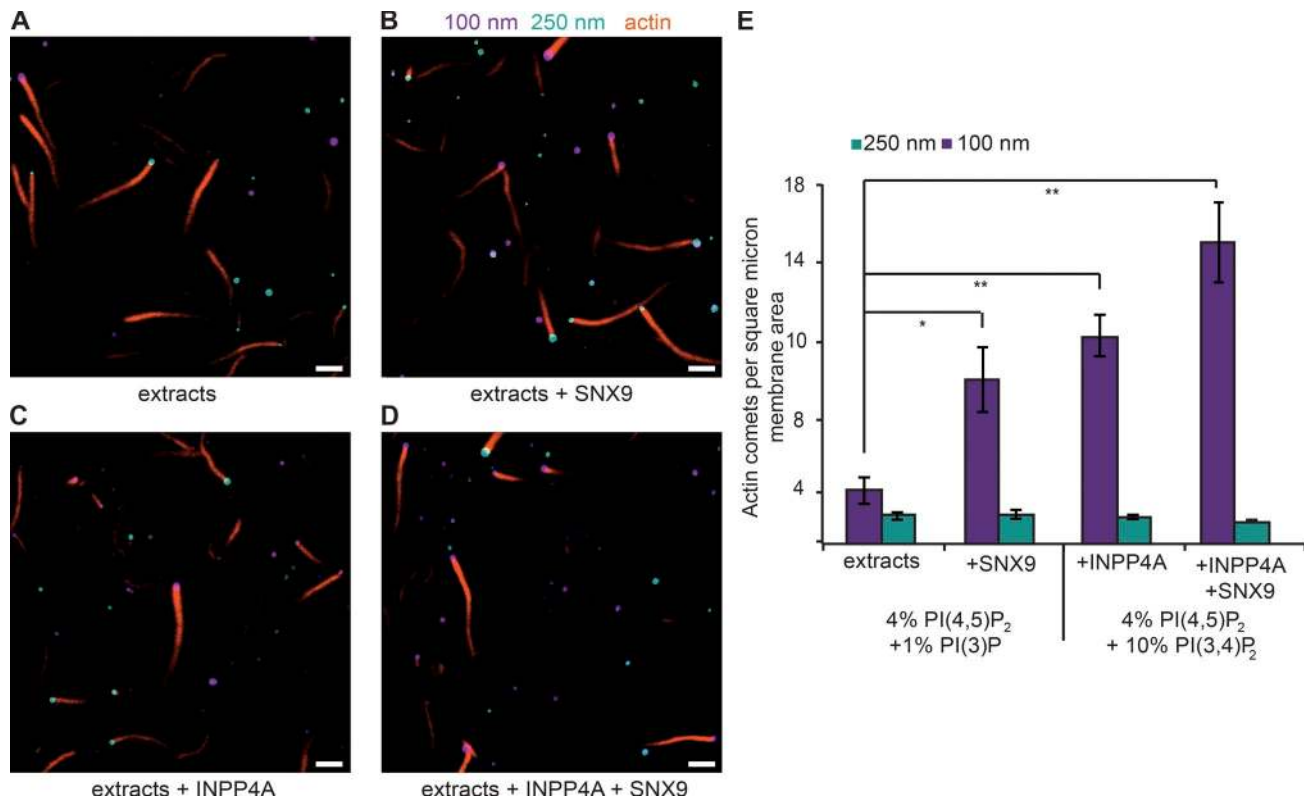 A
B 100 nm 250 nm actin
extracts
extracts + SNX9
C
D
extracts + INPP4A
extracts + INPP4A + SNX9
E
250 nm 100 nm
Actin comets per square micron
membrane area
18
14
10
8
4
**
**
*
extracts
+SNX9
+INPP4A
+INPP4A
+SNX9
4% PI(4,5)P₂
+1% PI(3)P
4% PI(4,5)P₂
+ 10% PI(3,4)P₂